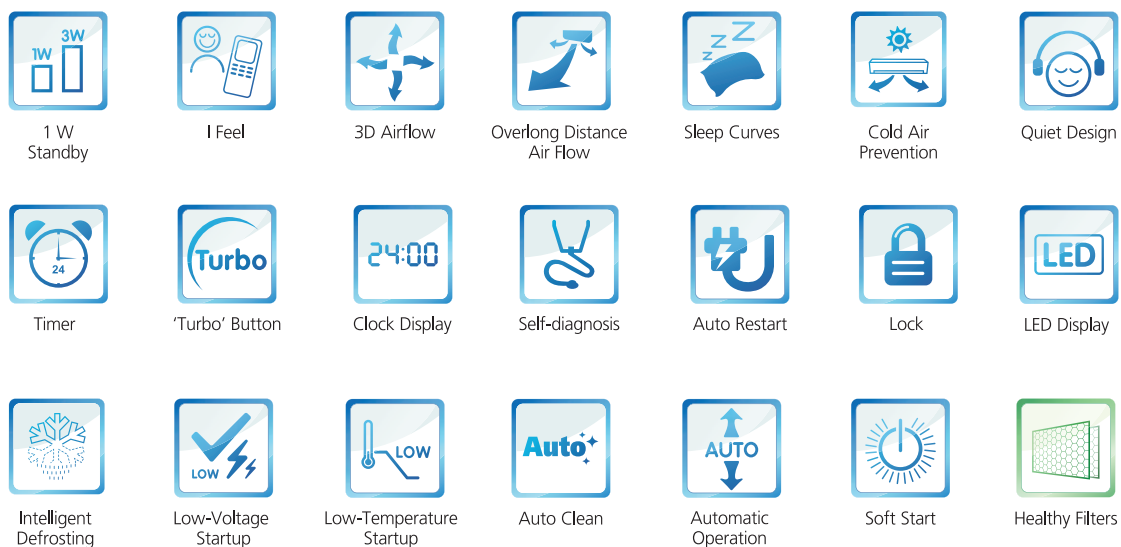 1W
3W
1 W
Standby
I Feel
3D Airflow
Overlong Distance
Air Flow
Z Z Z
Sleep Curves
Cold Air
Prevention
Quiet Design
24
Timer
Turbo
'Turbo' Button
24:00
Clock Display
Self-diagnosis
Auto Restart
Lock
LED
LED Display
Intelligent
Defrosting
LOW
Low-Voltage
Startup
LOW
Low-Temperature
Startup
Auto
Auto Clean
AUTO
Automatic
Operation
Soft Start
Healthy Filters